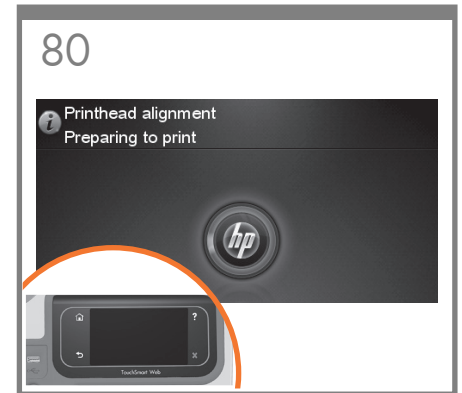 80
i Printhead alignment
Preparing to print
hp
?
x
TouchSmart Web